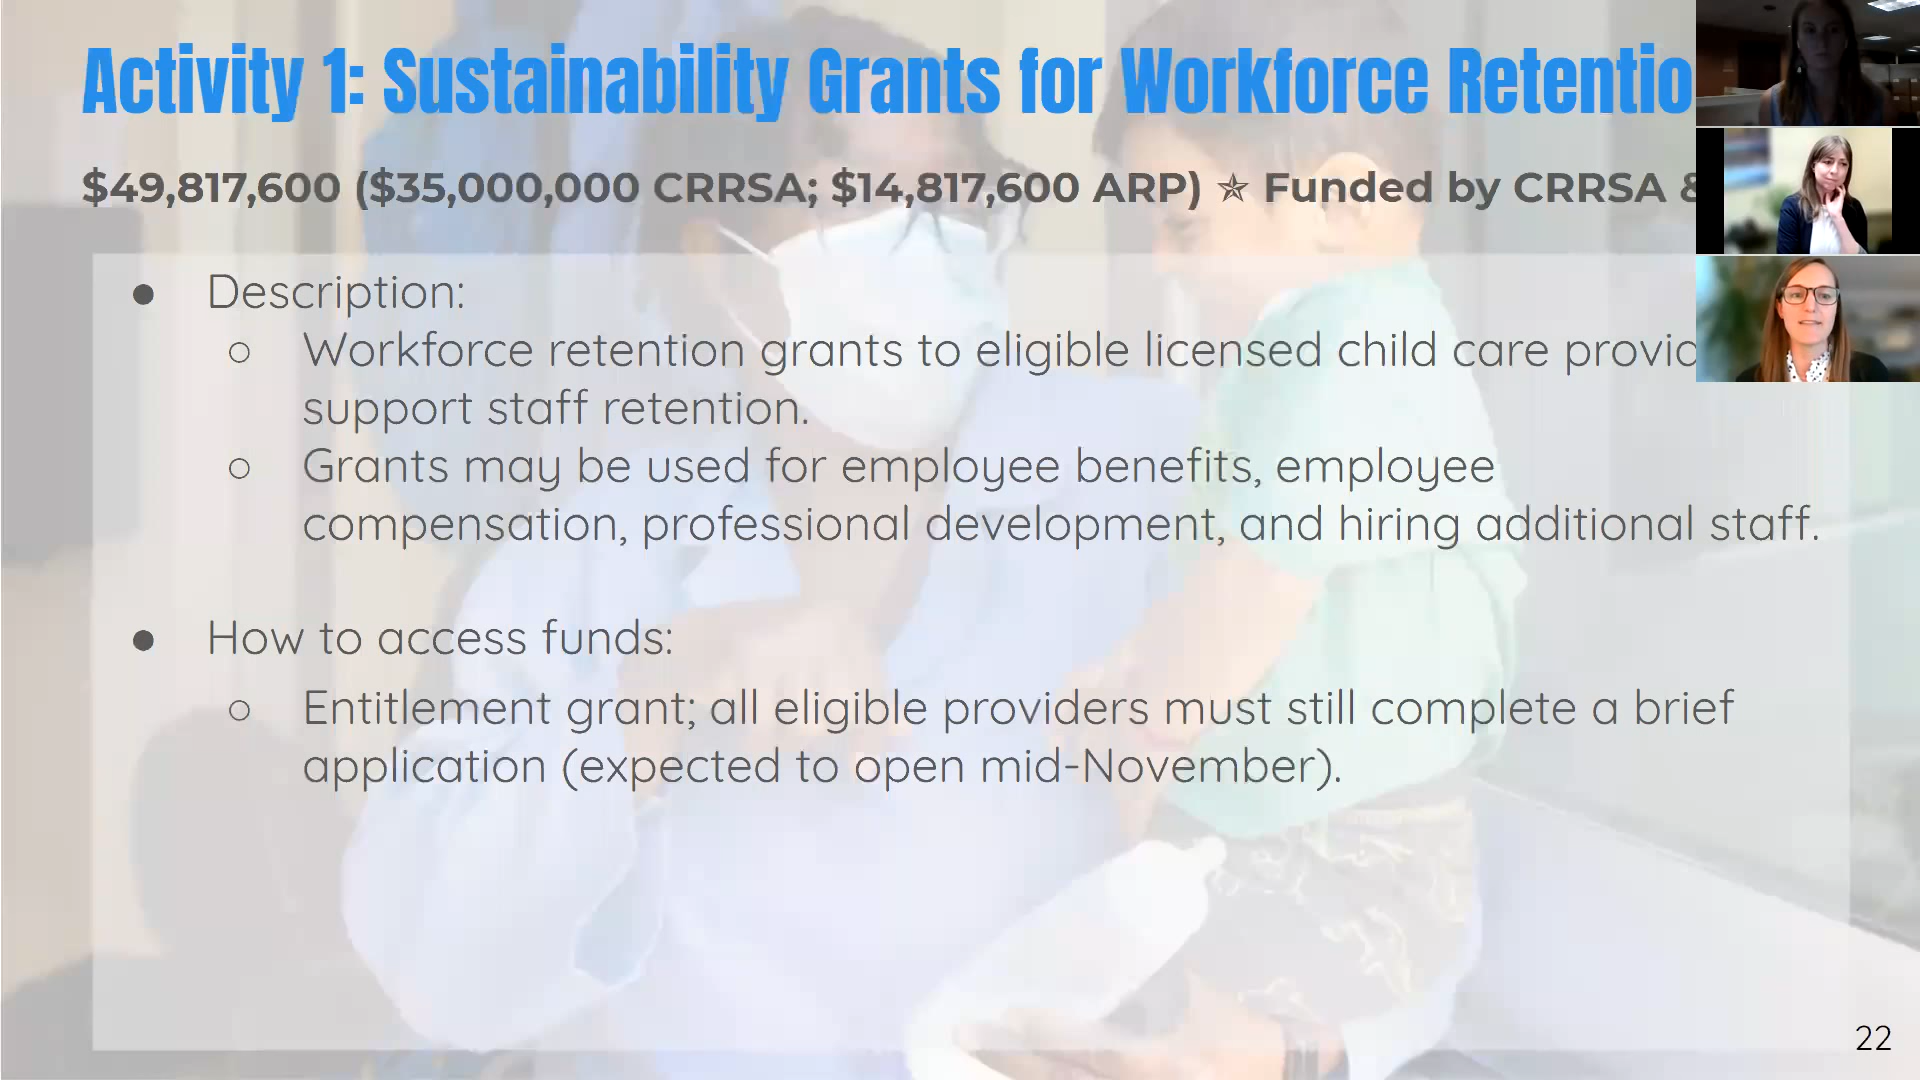 Activity 1: Sustainability Grants for Workforce Retentio
$49,817,600 ($35,000,000 CRRSA; $14,817,600 ARP) ✯ Funded by CRRSA &
● Description:
○ Workforce retention grants to eligible licensed child care provid
support staff retention.
○ Grants may be used for employee benefits, employee
compensation, professional development, and hiring additional staff.
● How to access funds:
○ Entitlement grant; all eligible providers must still complete a brief
application (expected to open mid-November).
22